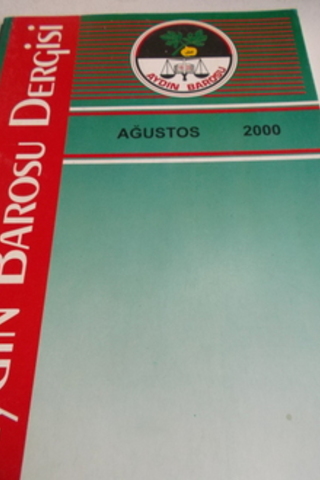 AYDIN BAROSU
AĞUSTOS 2000
YDIN BAROSU DERGİSİ